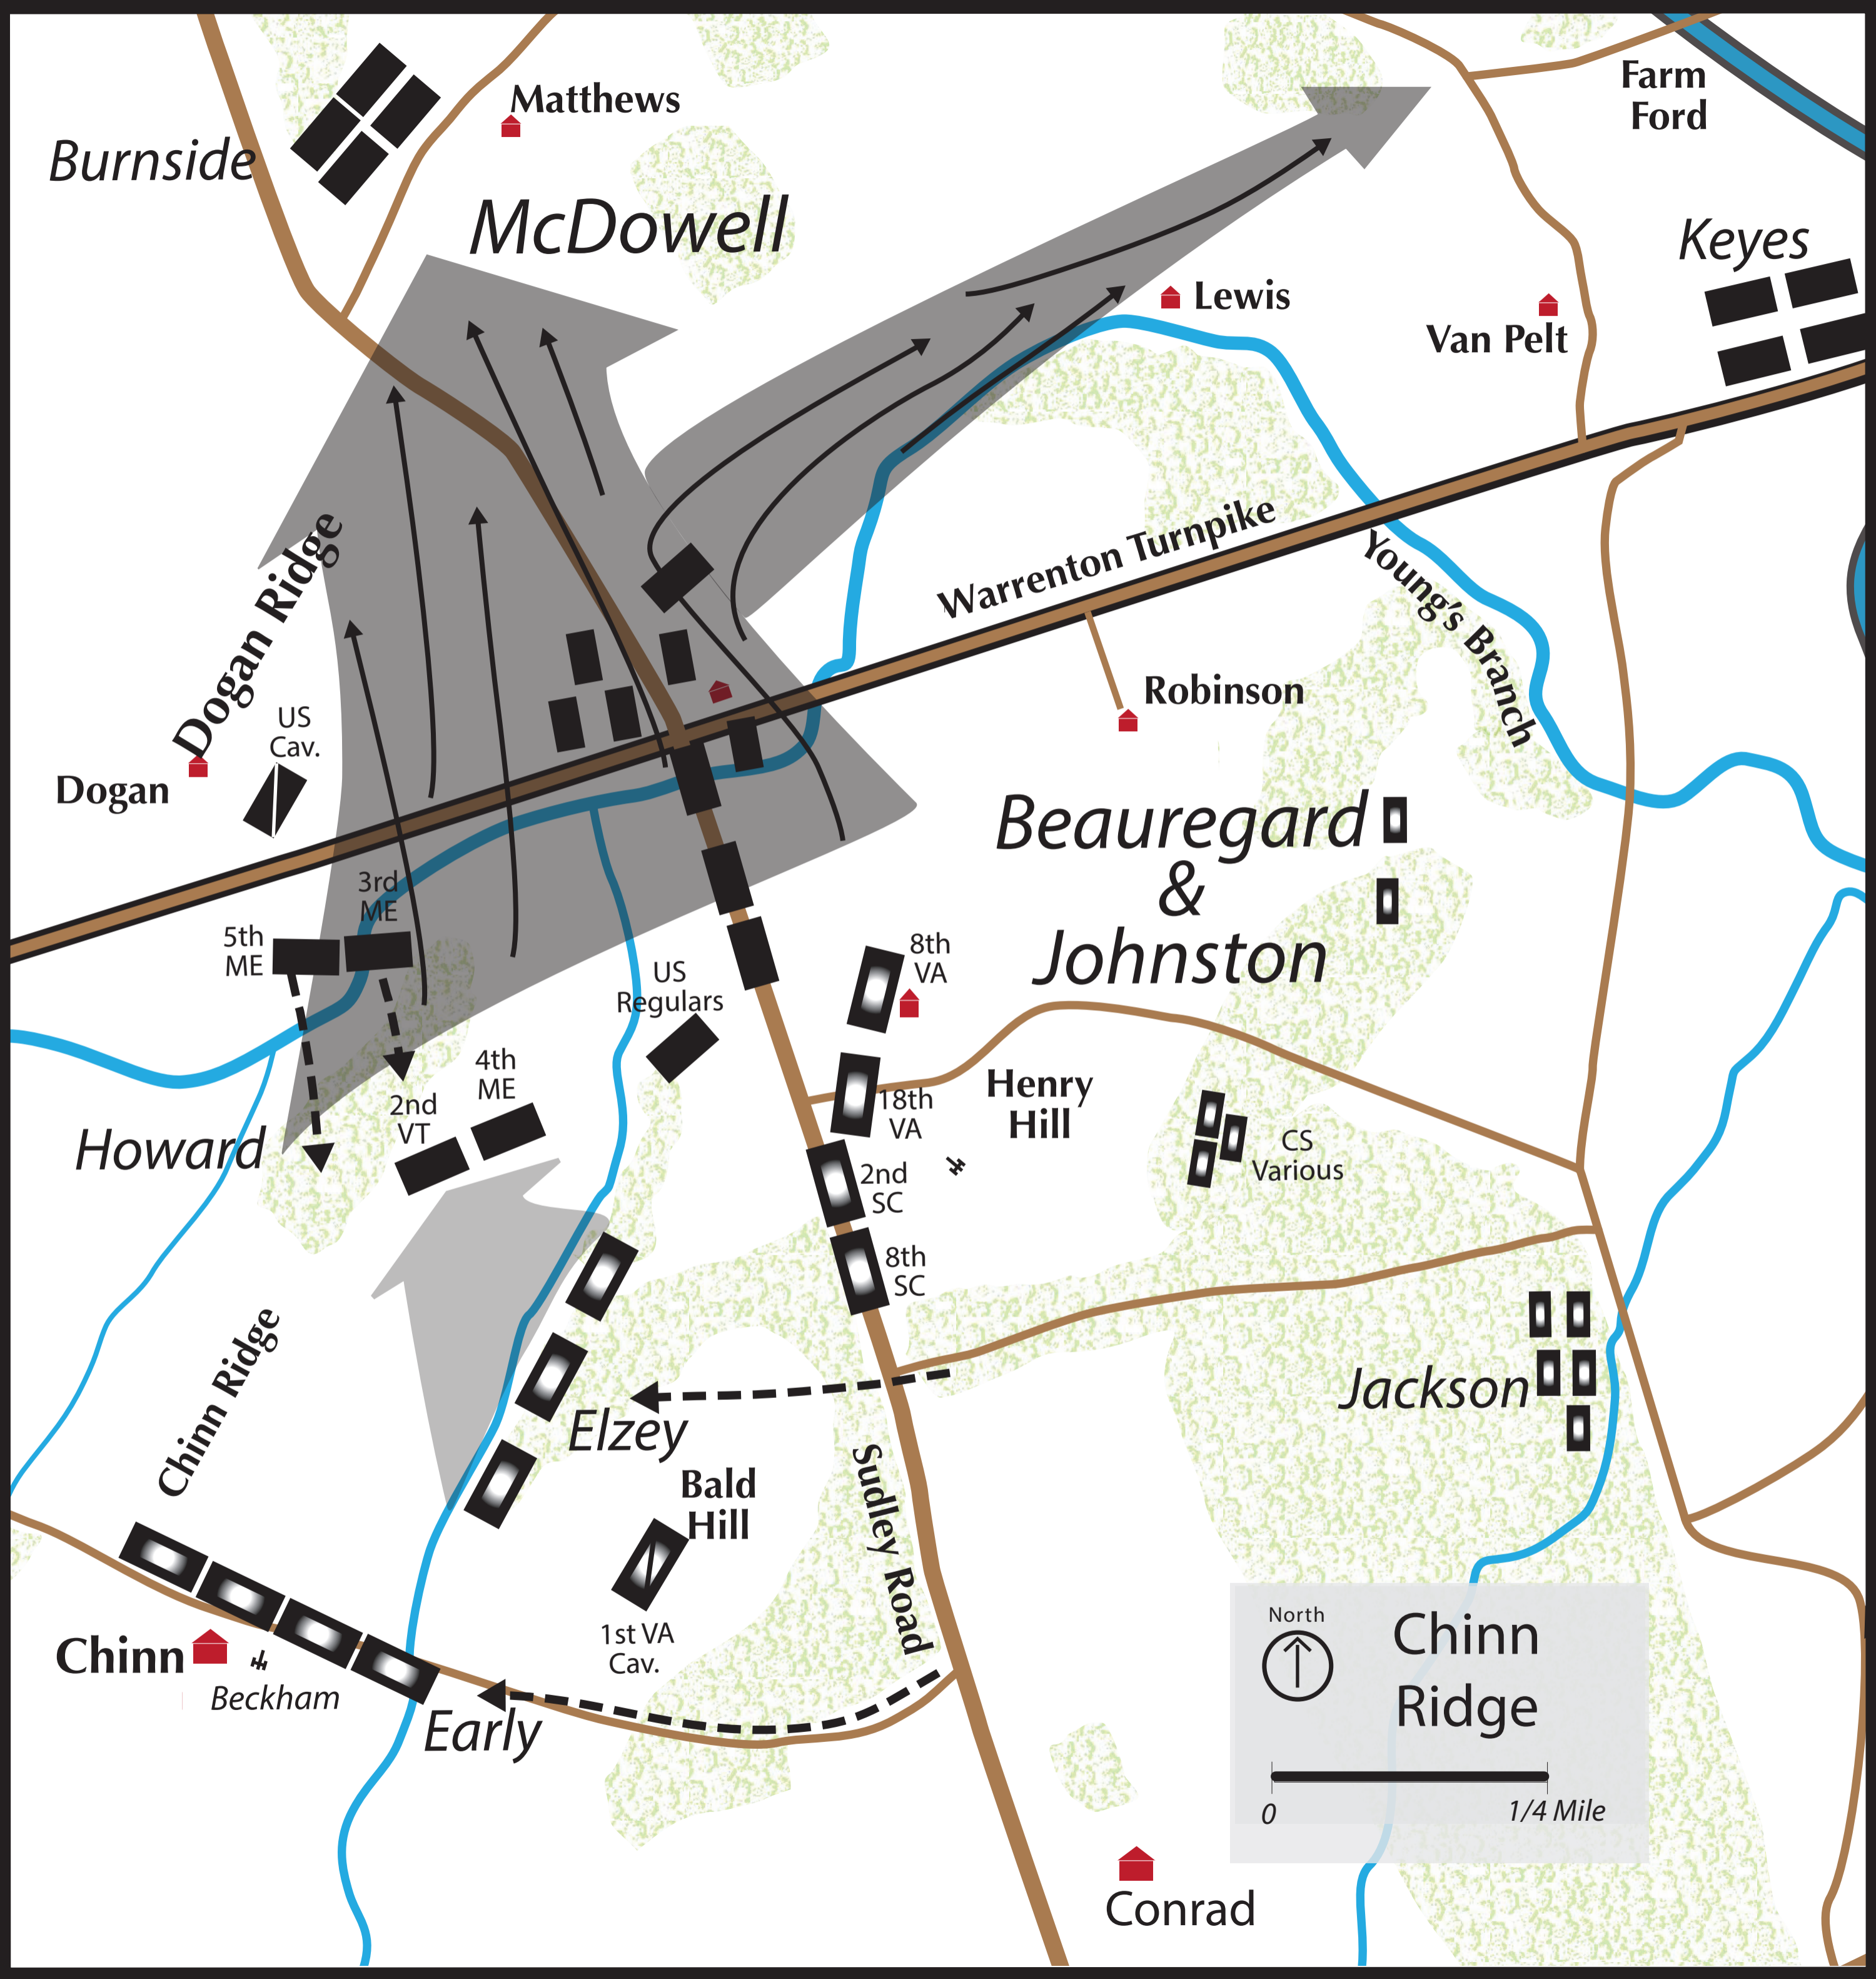 Matthews
Burnside
McDowell
Farm
Ford
Keyes
Lewis
Van Pelt
Dogan Ridge
Warrenton Turnpike
Young's Branch
Robinson
US
Cav.
Dogan
Beauregard
&
Johnston
3rd
ME
5th
ME
8th
VA
US
Regulars
4th
ME
2nd
VT
Howard
18th
VA
Henry
Hill
CS
Various
2nd
SC
8th
SC
Chinn Ridge
Jackson
Elzey
Bald
Hill
Sudley Road
1st VA
Cav.
Chinn
Beckham
Early
North
Chinn
Ridge
0
1/4 Mile
Conrad